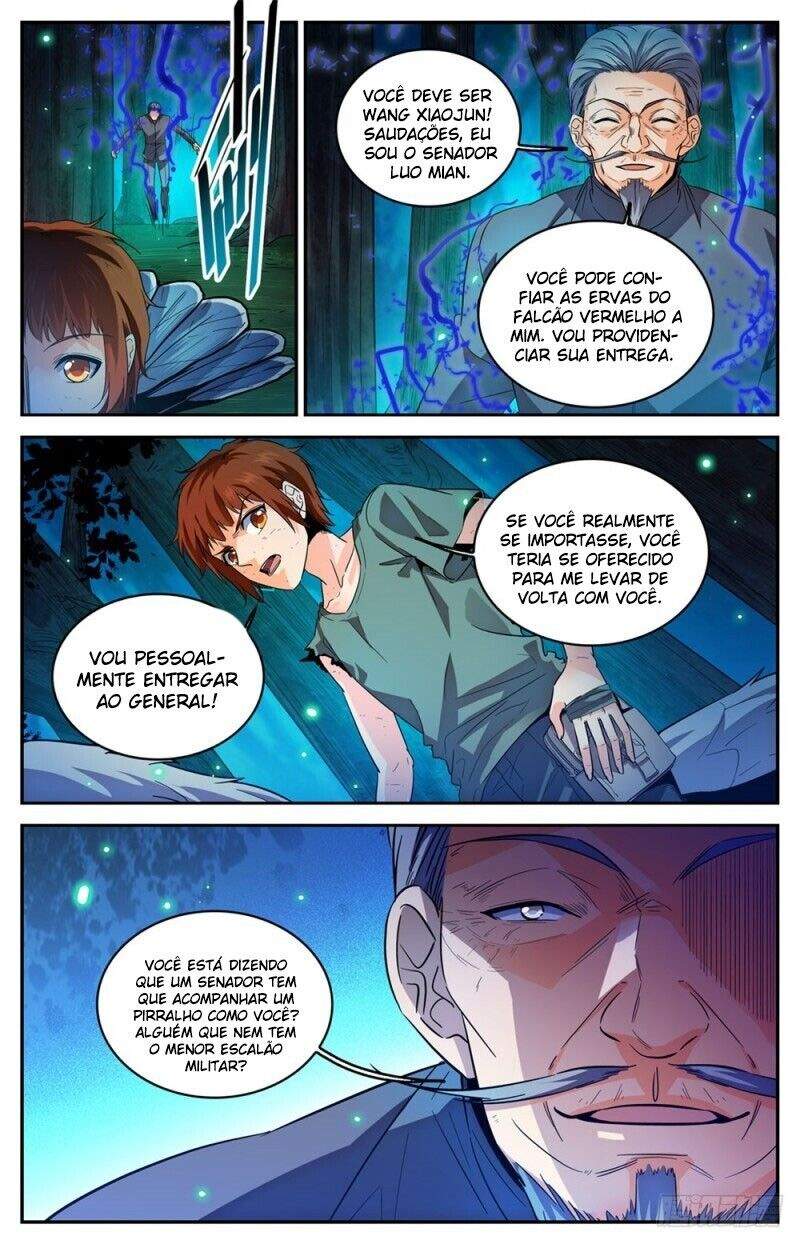 VOCÊ DEVE SER
WANG XIAOJUN!
SAUDAÇÕES, EU
SOU O SENADOR
LUO MIAN.
VOCÊ PODE CON-
FIAR AS ERVAS DO
FALCÃO VERMELHO A
MIM. VOU PROVIDEN-
CIAR SUA ENTREGA.
SE VOCÊ REALMENTE
SE IMPORTASSE, VOCÊ
TERIA SE OFERECIDO
PARA ME LEVAR DE
VOLTA COM VOCÊ.
VOU PESSOAL-
MENTE ENTREGAR
AO GENERAL!
VOCÊ ESTÁ DIZENDO
QUE UM SENADOR TEM
QUE ACOMPANHAR UM
PIRRALHO COMO VOCÊ?
ALGUÉM QUE NEM TEM
O MENOR ESCALÃO
MILITAR?